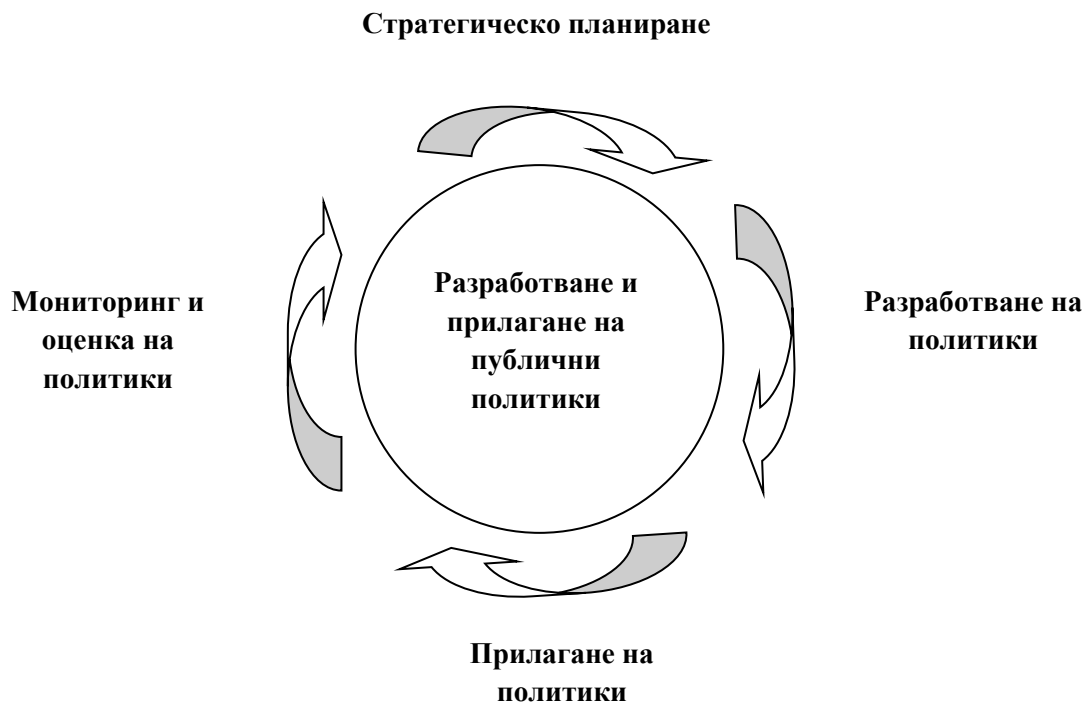 Стратегическо планиране
Мониторинг и
оценка на
политики
Разработване и
прилагане на
публични
политики
Разработване на
политики
Прилагане на
политики